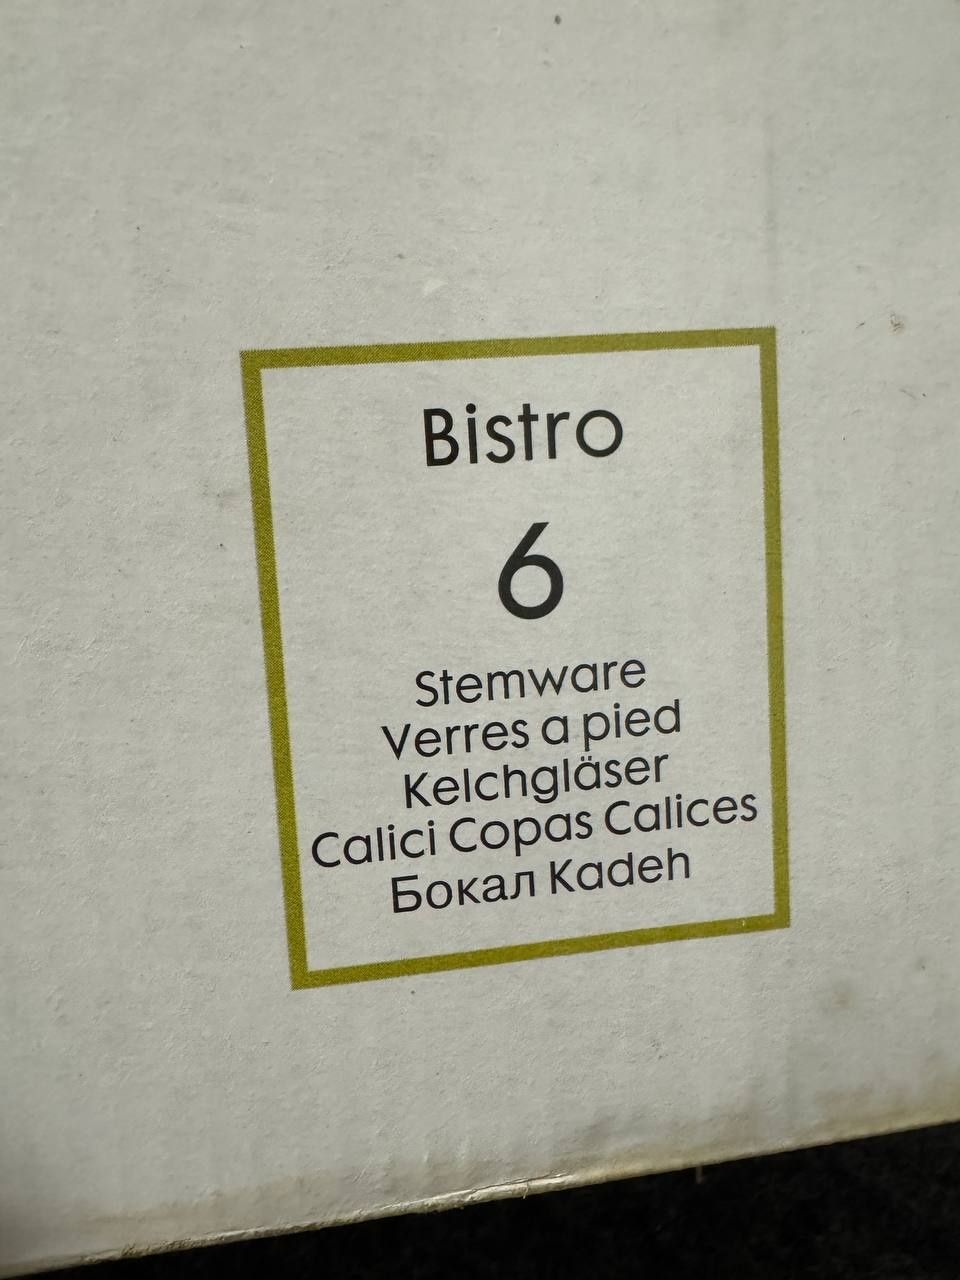 Bistro
6
Stemware
Verres a pied
Kelchgläser
Calici Copas Calices
Бокал Kadeh